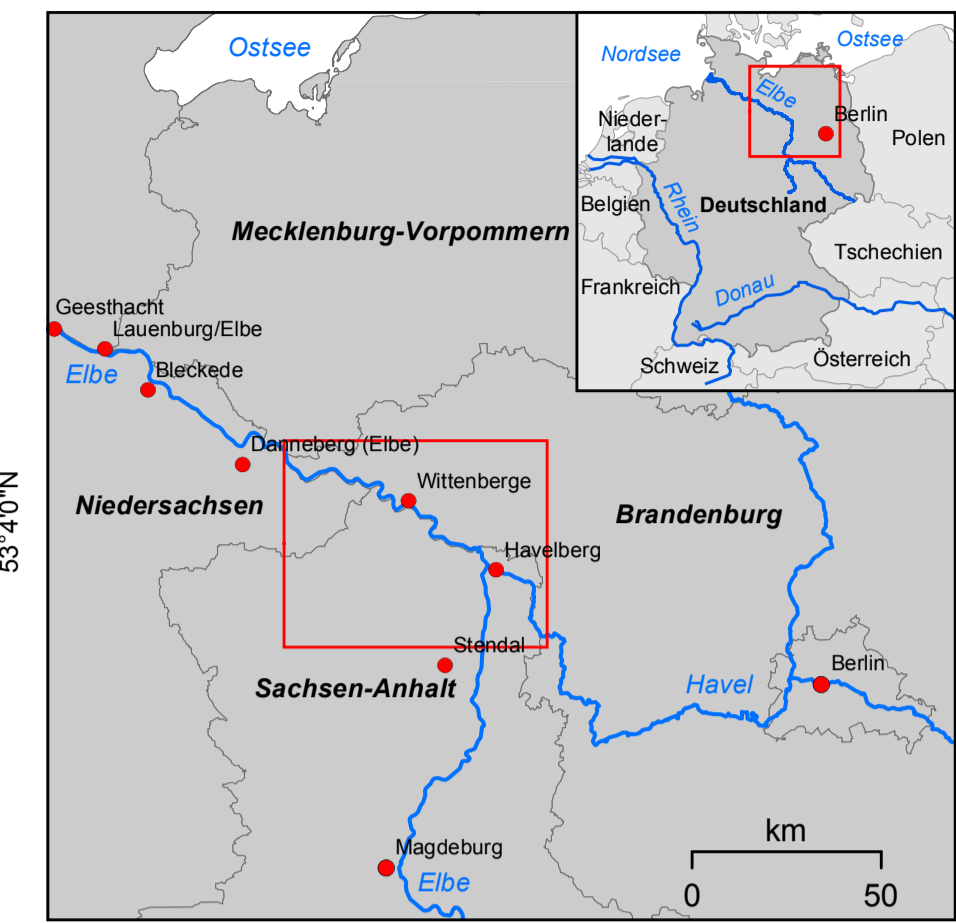 Ostsee
Nordsee
Ostsee
Elbe
Berlin
Nieder-
lande
Polen
Belgien
Rhein
Deutschland
Tschechien
Frankreich
Donau
Schweiz
Österreich
Mecklenburg-Vorpommern
Geesthacht
Lauenburg/Elbe
Elbe
Bleckede
Danneberg (Elbe)
Wittenberge
Niedersachsen
Brandenburg
53°4'0"N
Havelberg
Stendal
Sachsen-Anhalt
Berlin
Havel
Magdeburg
Elbe
km
0 50